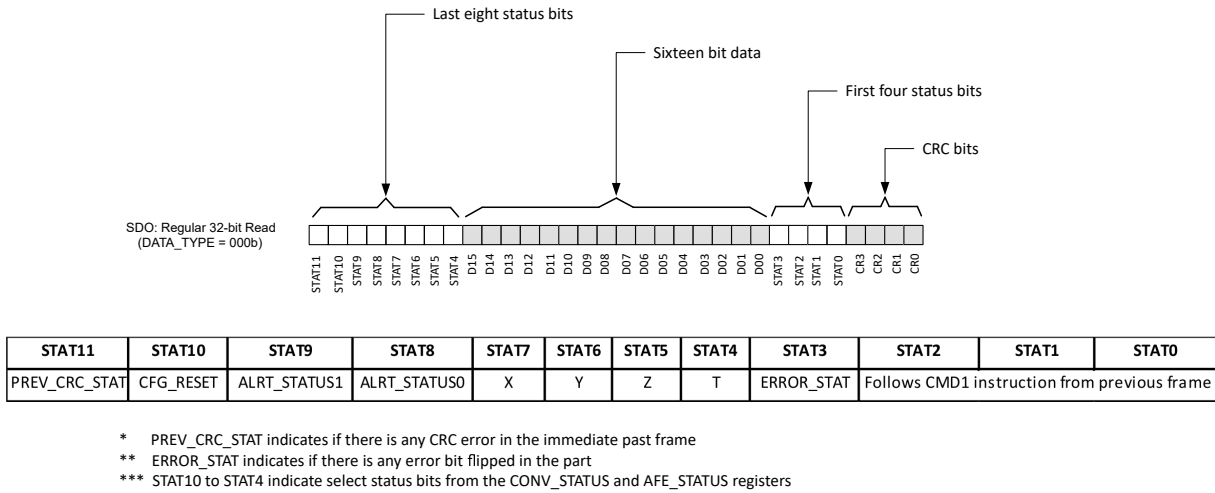 Last eight status bits
Sixteen bit data
First four status bits
CRC bits
SDO: Regular 32-bit Read
(DATA_TYPE = 000b)
STAT11 STAT10 STAT9 STAT8 STAT7 STAT6 STAT5 STAT4 D15 D14 D13 D12 D11 D10 D09 D08 D07 D06 D05 D04 D03 D02 D01 D00 STAT3 STAT2 STAT1 STAT0 CR3 CR2 CR1 CR0
STAT11 STAT10 STAT9 STAT8 STAT7 STAT6 STAT5 STAT4 STAT3 STAT2 STAT1 STAT0
PREV_CRC_STAT CFG_RESET ALRT_STATUS1 ALRT_STATUS0 X Y Z T ERROR_STAT Follows CMD1 instruction from previous frame
* PREV_CRC_STAT indicates if there is any CRC error in the immediate past frame
** ERROR_STAT indicates if there is any error bit flipped in the part
*** STAT10 to STAT4 indicate select status bits from the CONV_STATUS and AFE_STATUS registers